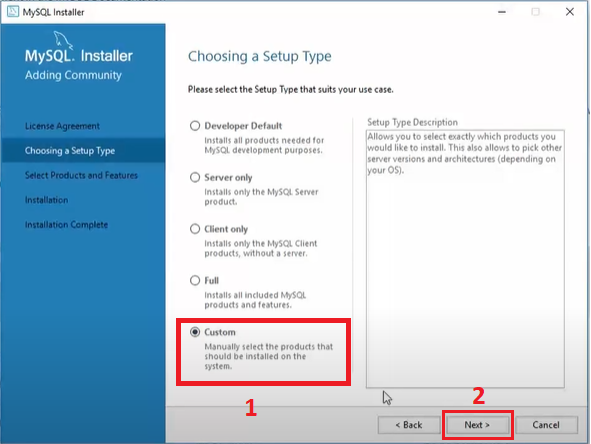 MySQL Installer
MySQL. Installer
Adding Community
License Agreement
Choosing a Setup Type
Select Products and Features
Installation
Installation Complete
Choosing a Setup Type
Please select the Setup Type that suits your use case.
Developer Default
Installs all products needed for
MySQL development purposes.
Server only
Installs only the MySQL Server
product.
Client only
Installs only the MySQL Client
products, without a server.
Full
Installs all included MySQL
products and features.
Custom
Manually select the products that
should be installed on the
system.
Setup Type Description
Allows you to select exactly which products you
would like to install. This also allows to pick other
server versions and architectures (depending on
your OS).
1
2
< Back
Next >
Cancel